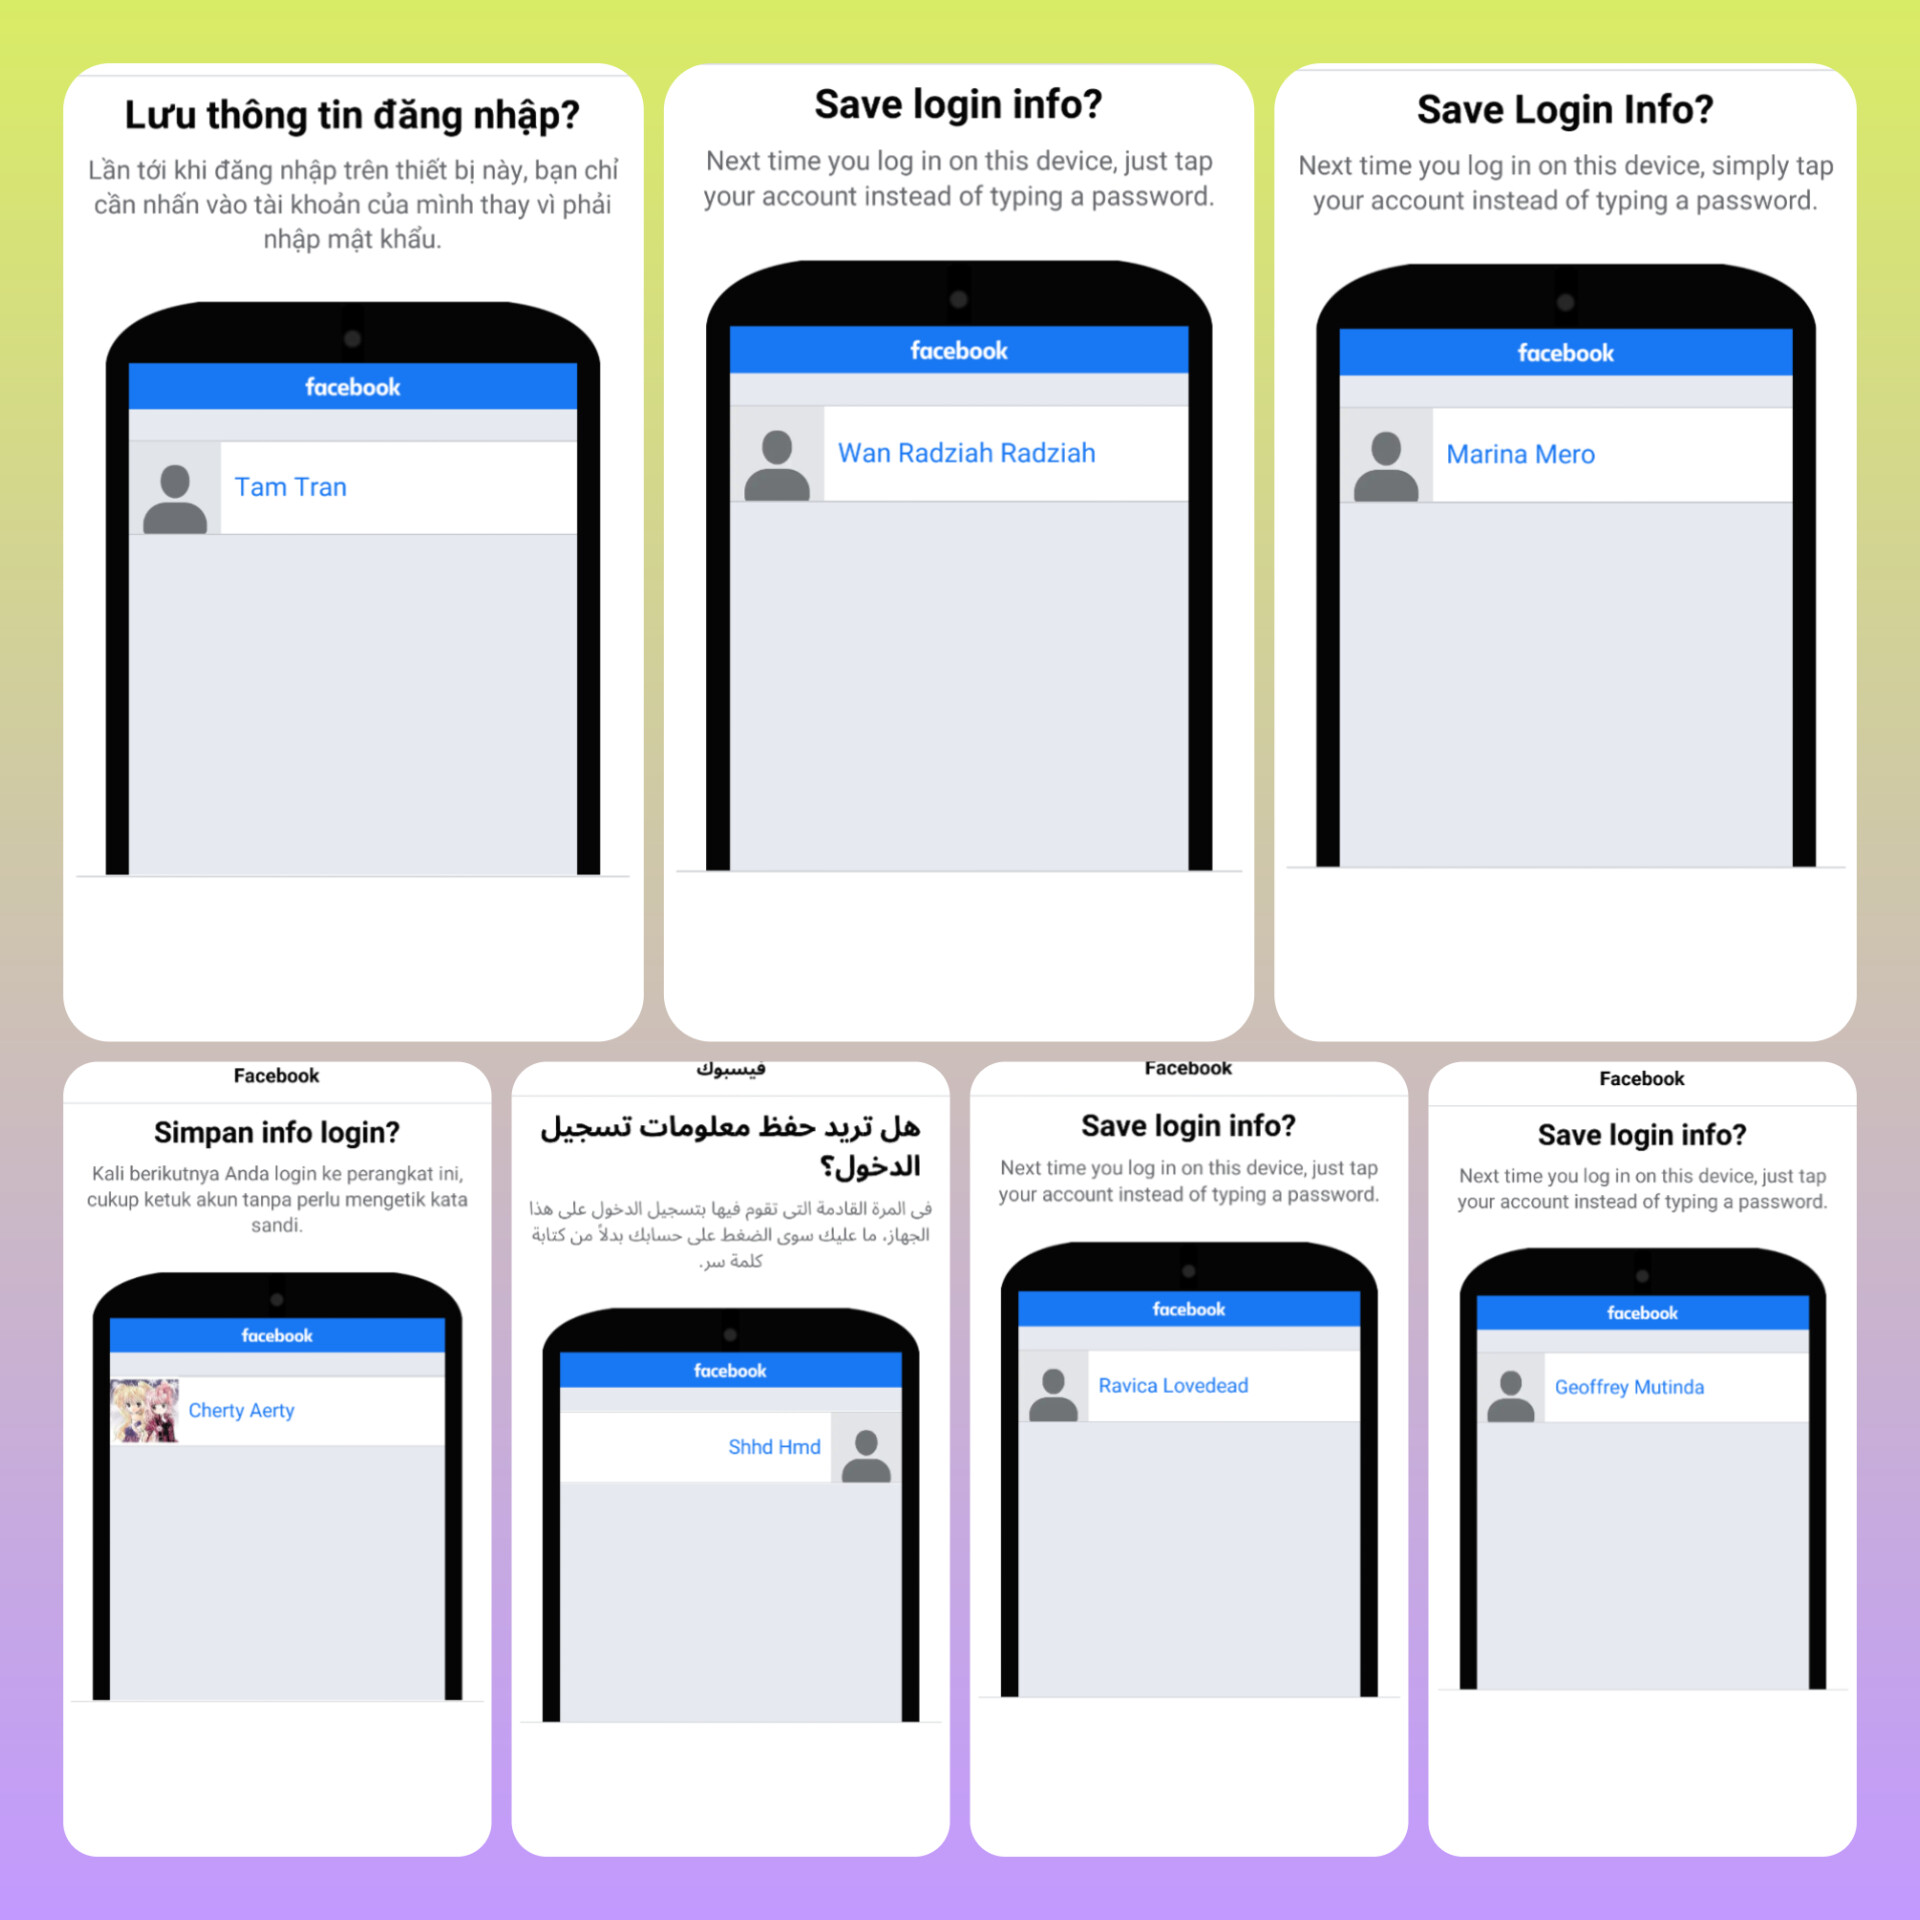 Lưu thông tin đăng nhập?
Lần tới khi đăng nhập trên thiết bị này, bạn chỉ
cần nhấn vào tài khoản của mình thay vì phải
nhập mật khẩu.
facebook
Tam Tran
Save login info?
Next time you log in on this device, just tap
your account instead of typing a password.
facebook
Wan Radziah Radziah
Save Login Info?
Next time you log in on this device, simply tap
your account instead of typing a password.
facebook
Marina Mero
Facebook
Simpan info login?
Kali berikutnya Anda login ke perangkat ini,
cukup ketuk akun tanpa perlu mengetik kata
sandi.
facebook
Cherty Aerty
فيسبوك
هل تريد حفظ معلومات تسجيل
الدخول؟
في المرة القادمة التي تقوم فيها بتسجيل الدخول على هذا
الجهاز، ما عليك سوى الضغط على حسابك بدلاً من كتابة
كلمة سر.
facebook
Shhd Hmd
Facebook
Save login info?
Next time you log in on this device, just tap
your account instead of typing a password.
facebook
Ravica Lovedead
Facebook
Save login info?
Next time you log in on this device, just tap
your account instead of typing a password.
facebook
Geoffrey Mutinda